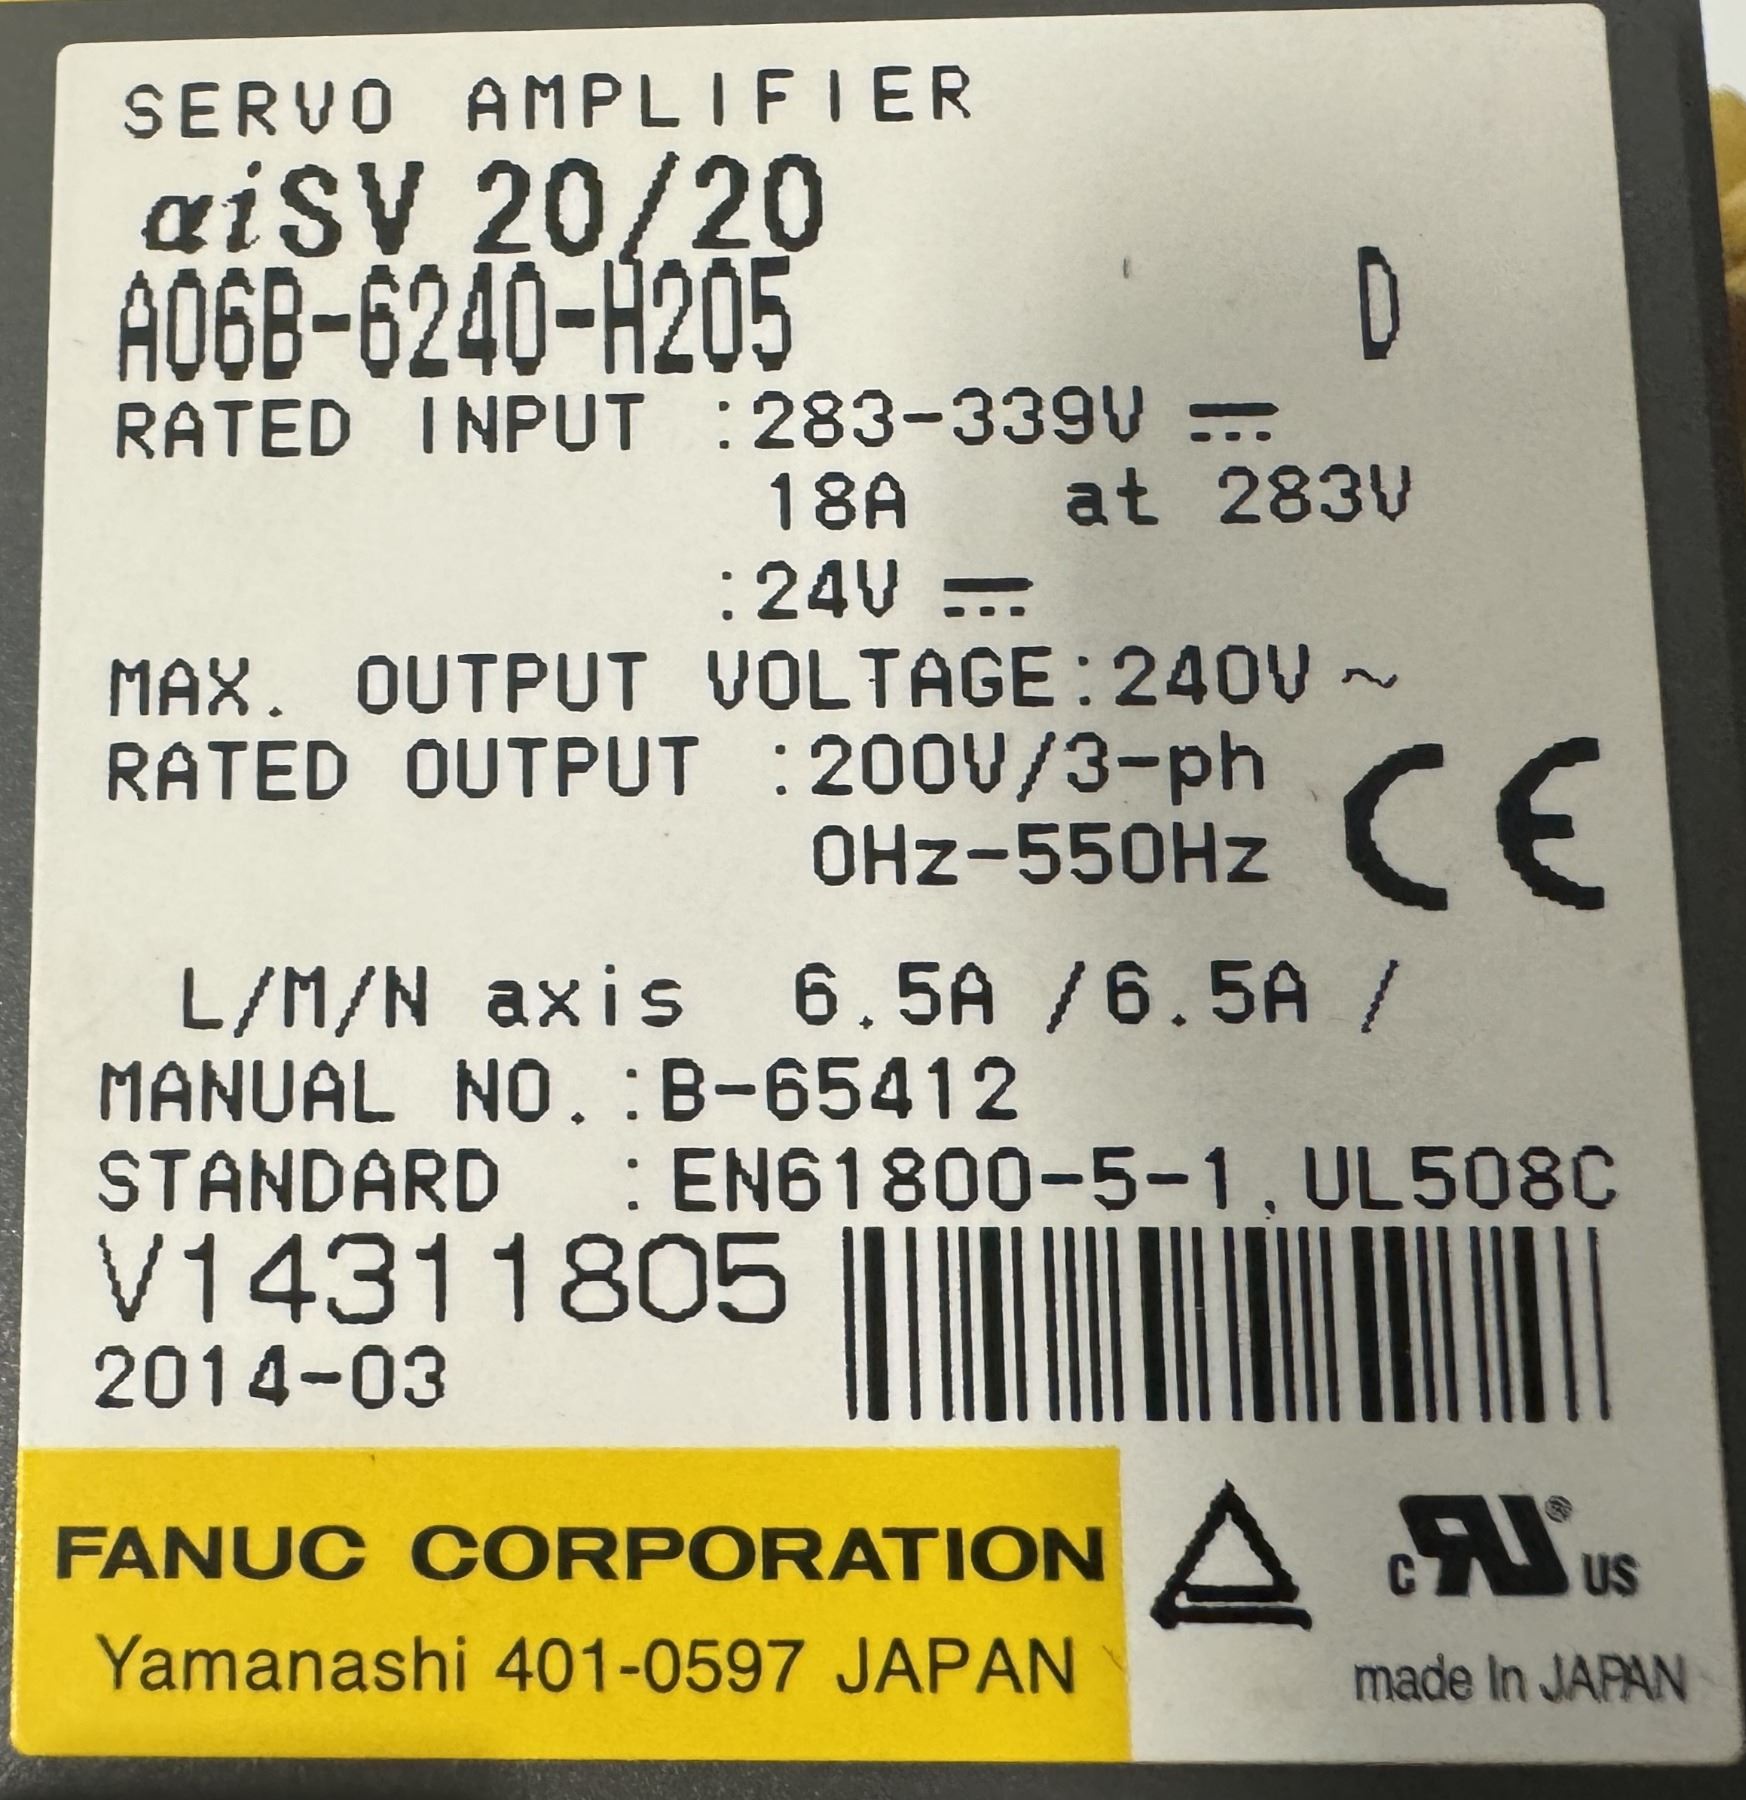 SERVO AMPLIFIER
αiSV 20/20
A06B-6240-H205 D
RATED INPUT :283-339V ⎓
18A at 283V
:24V ⎓
MAX. OUTPUT VOLTAGE:240V~
RATED OUTPUT :200V/3-ph
0Hz-550Hz
CE
L/M/N axis 6.5A /6.5A /
MANUAL NO.:B-65412
STANDARD :EN61800-5-1,UL508C
V14311805
2014-03
FANUC CORPORATION
Yamanashi 401-0597 JAPAN
c RU ® US
made in JAPAN